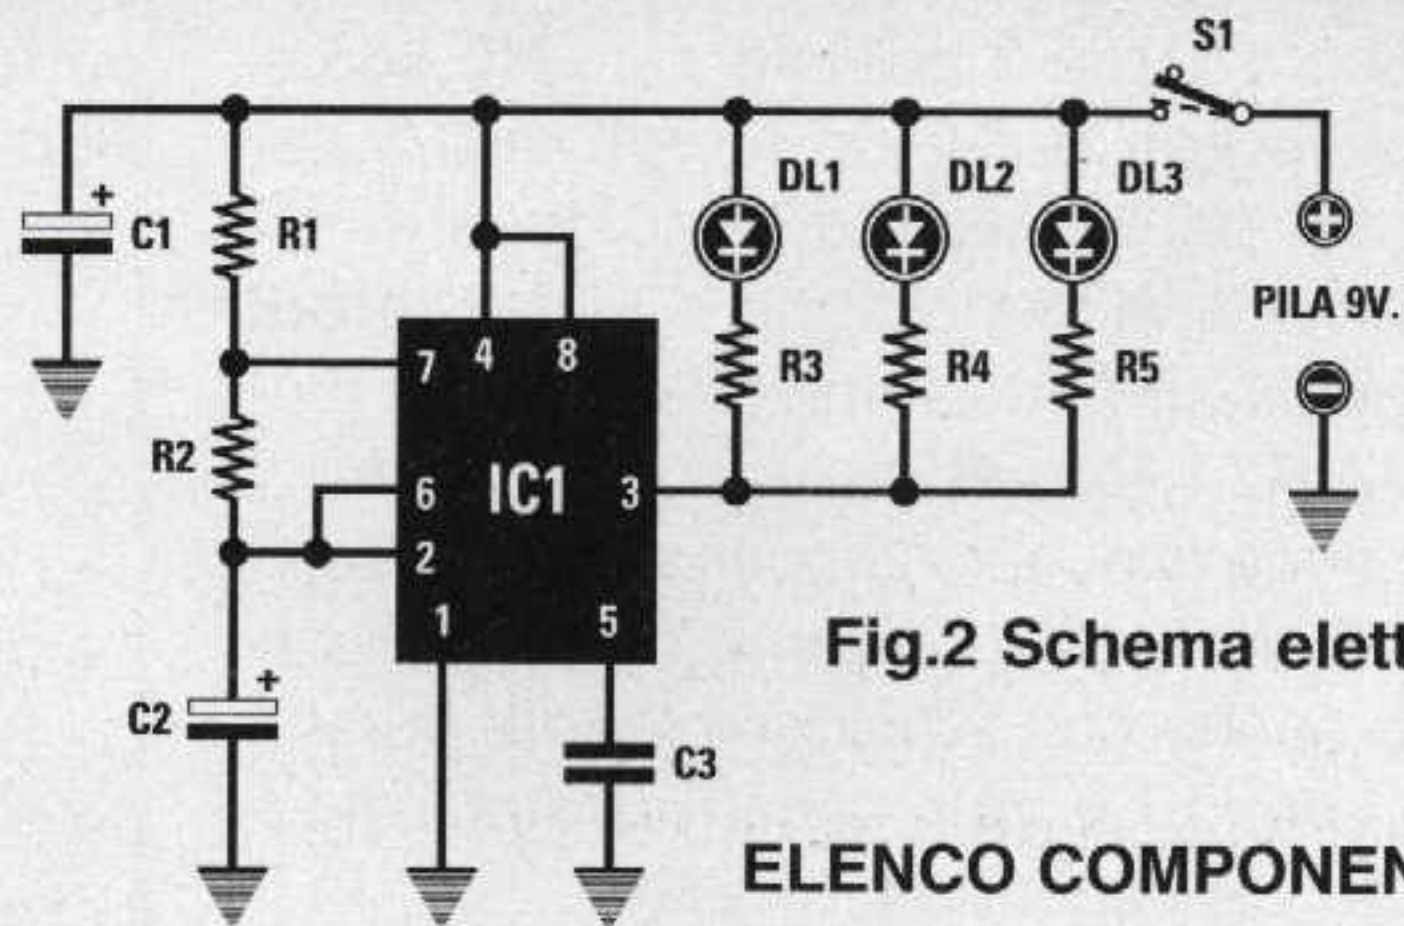 S1
DL1
DL2
DL3
+
C1
R1
PILA 9V.
7
4
8
R3
R4
R5
R2
6
IC1
3
2
1
5
Fig.2 Schema elett
+
C2
C3
ELENCO COMPONEN